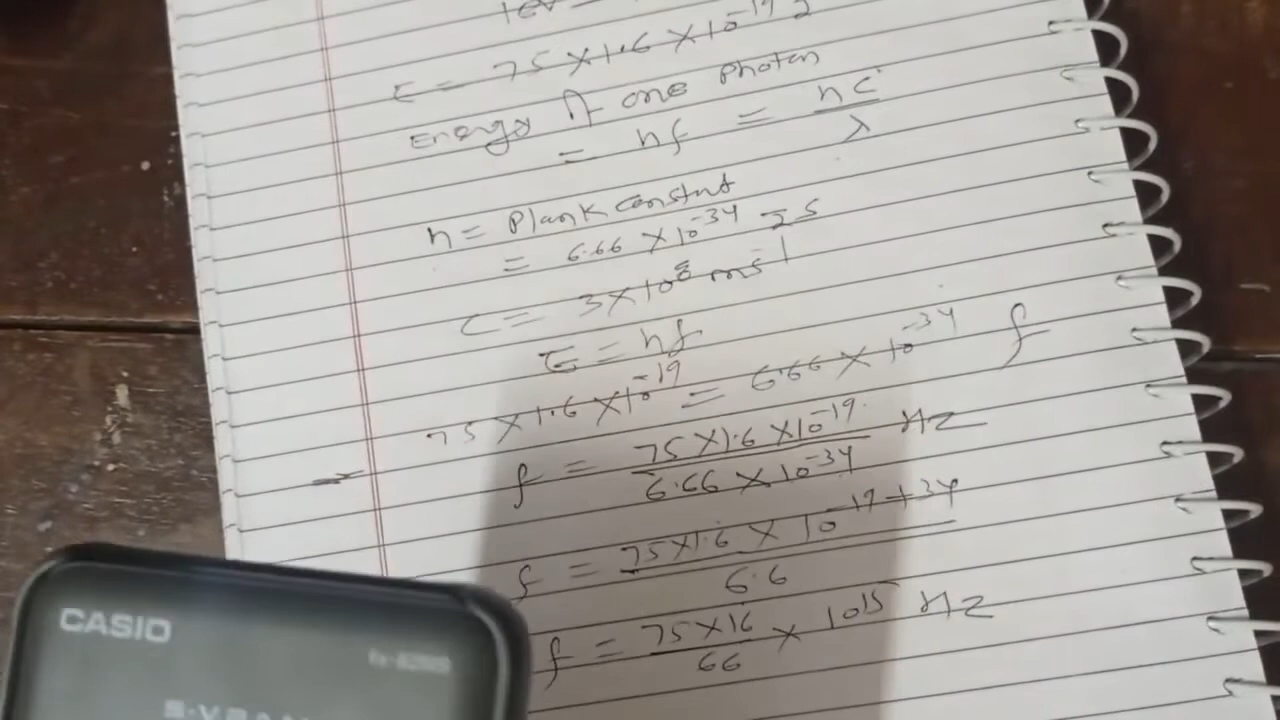 1eV =
E = 75 × 1.6 × 10⁻¹⁹ J
Energy of one Photon
= hf = hc/λ
h = Plank constnt
= 6.66 × 10⁻³⁴ Js
c = 3 × 10⁸ ms⁻¹
E = hf
75 × 1.6 × 10⁻¹⁹ = 6.66 × 10⁻³⁴ f
f = 75 × 1.6 × 10⁻¹⁹ / 6.66 × 10⁻³⁴ Hz
f = 75 × 1.6 × 10⁻¹⁹⁺³⁴ / 6.6
f = 75 × 16 / 66 × 10¹⁵ Hz
CASIO